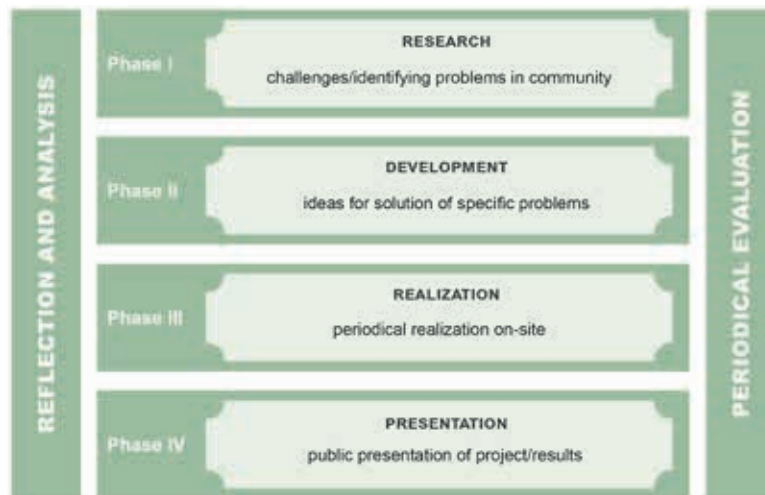 REFLECTION AND ANALYSIS
Phase I
RESEARCH
challenges/identifying problems in community
Phase II
DEVELOPMENT
ideas for solution of specific problems
Phase III
REALIZATION
periodical realization on-site
Phase IV
PRESENTATION
public presentation of project/results
PERIODICAL EVALUATION